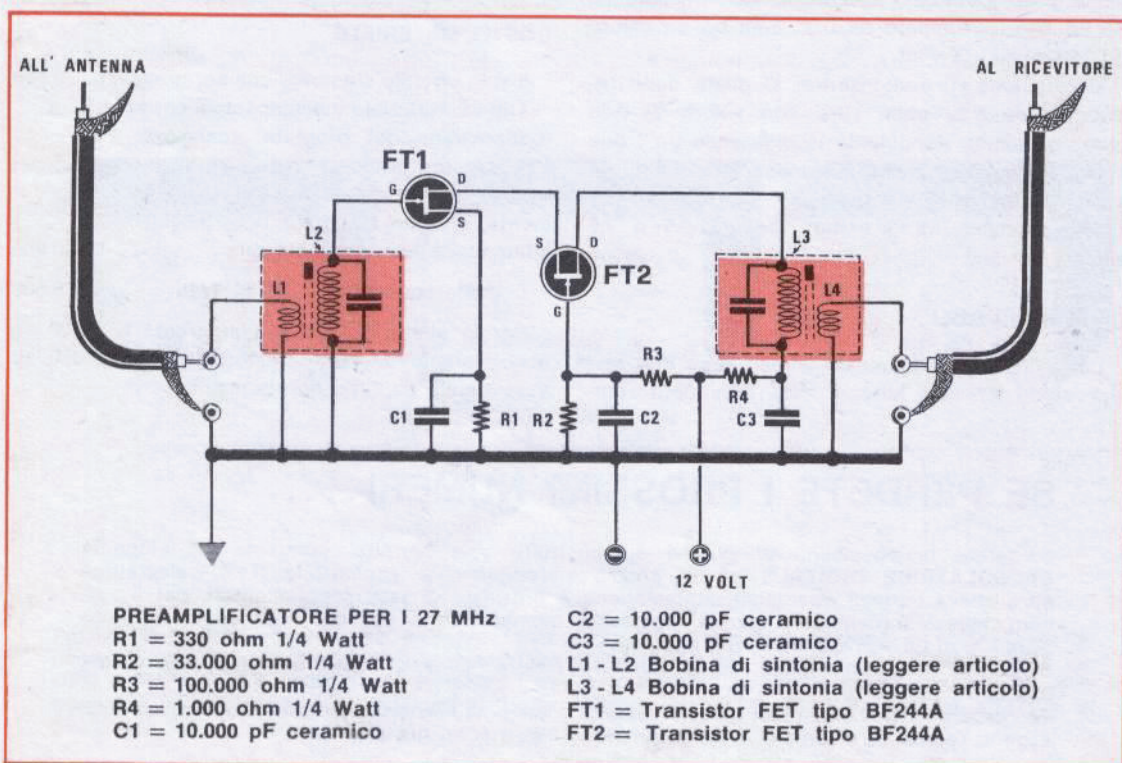 ALL' ANTENNA
AL RICEVITORE
FT1
G
D
S
S
D
FT2
G
L2
L1
L3
L4
R3
R4
C1
R1
R2
C2
C3
12 VOLT
PREAMPLIFICATORE PER I 27 MHz
R1 = 330 ohm 1/4 Watt
R2 = 33.000 ohm 1/4 Watt
R3 = 100.000 ohm 1/4 Watt
R4 = 1.000 ohm 1/4 Watt
C1 = 10.000 pF ceramico
C2 = 10.000 pF ceramico
C3 = 10.000 pF ceramico
L1 - L2 Bobina di sintonia (leggere articolo)
L3 - L4 Bobina di sintonia (leggere articolo)
FT1 = Transistor FET tipo BF244A
FT2 = Transistor FET tipo BF244A